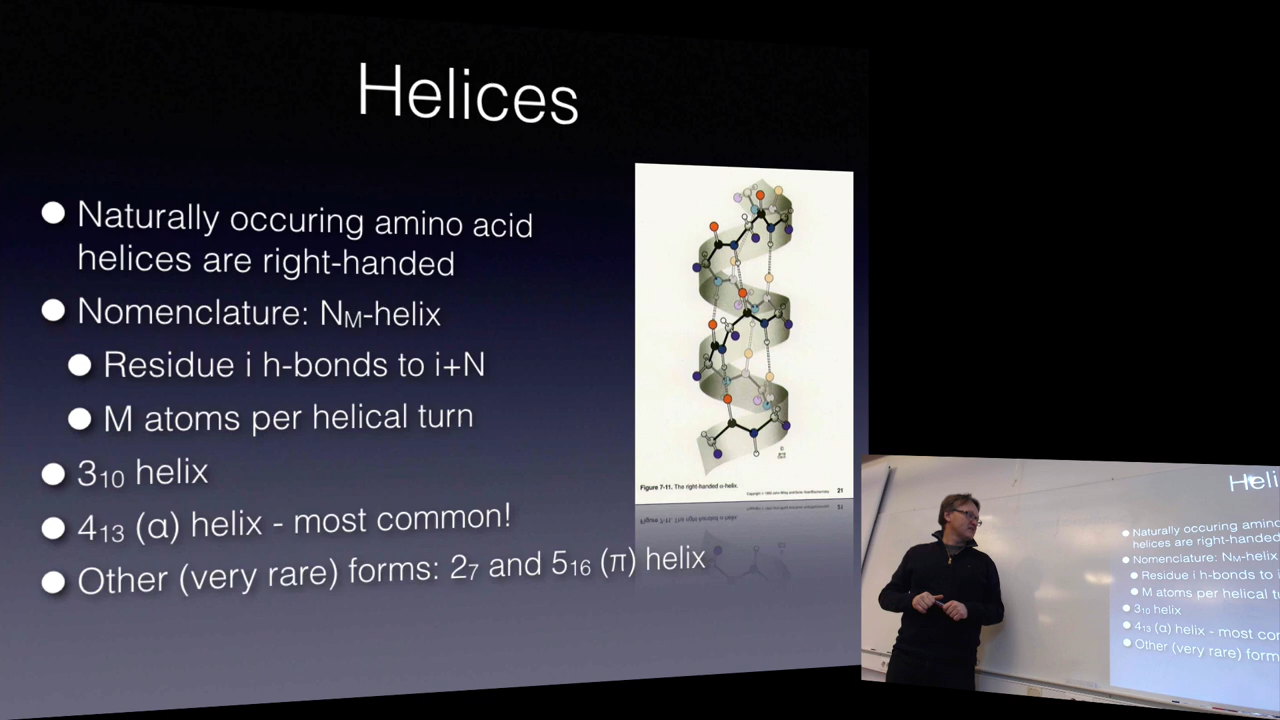 Helices
Naturally occuring amino acid
helices are right-handed
Nomenclature: NM-helix
Residue i h-bonds to i+N
M atoms per helical turn
310 helix
413 (α) helix - most common!
Other (very rare) forms: 27 and 516 (π) helix
Figure 7-11. The right-handed α-helix.
21
Heli
Naturally occuring amino
helices are right-handed
Nomenclature: NM-helix
Residue i h-bonds to i
M atoms per helical tu
310 helix
413 (α) helix - most cor
Other (very rare) form